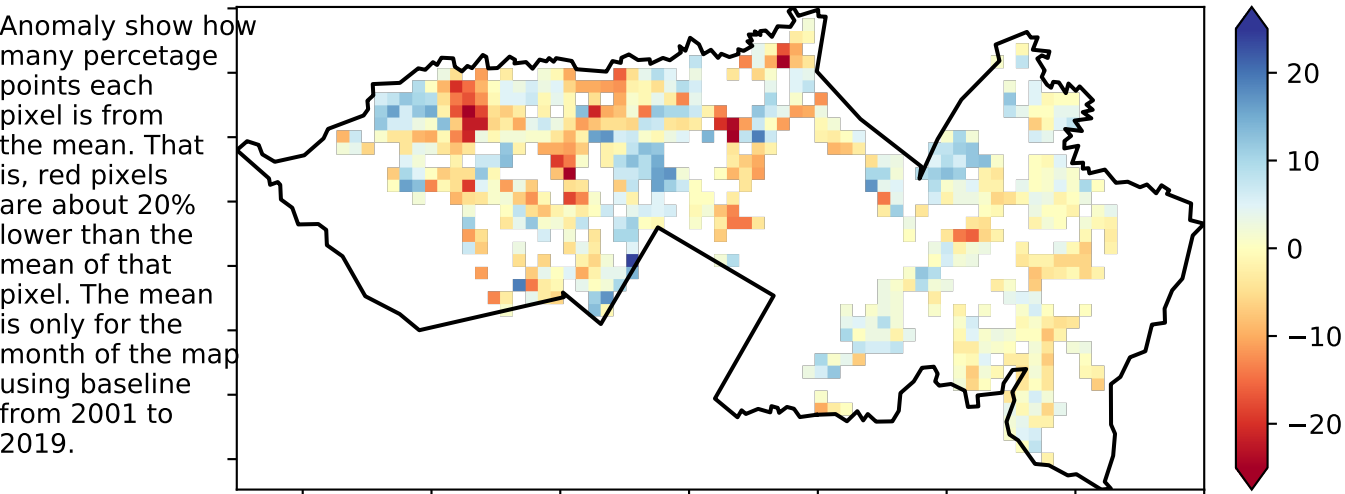 Anomaly show how
many percetage
points each
pixel is from
the mean. That
is, red pixels
are about 20%
lower than the
mean of that
pixel. The mean
is only for the
month of the map
using baseline
from 2001 to
2019.
20
10
0
−10
−20